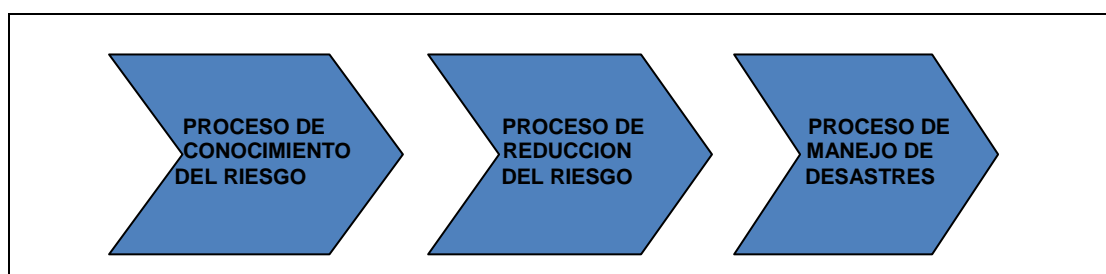 PROCESO DE
CONOCIMIENTO
DEL RIESGO
PROCESO DE
REDUCCION
DEL RIESGO
PROCESO DE
MANEJO DE
DESASTRES